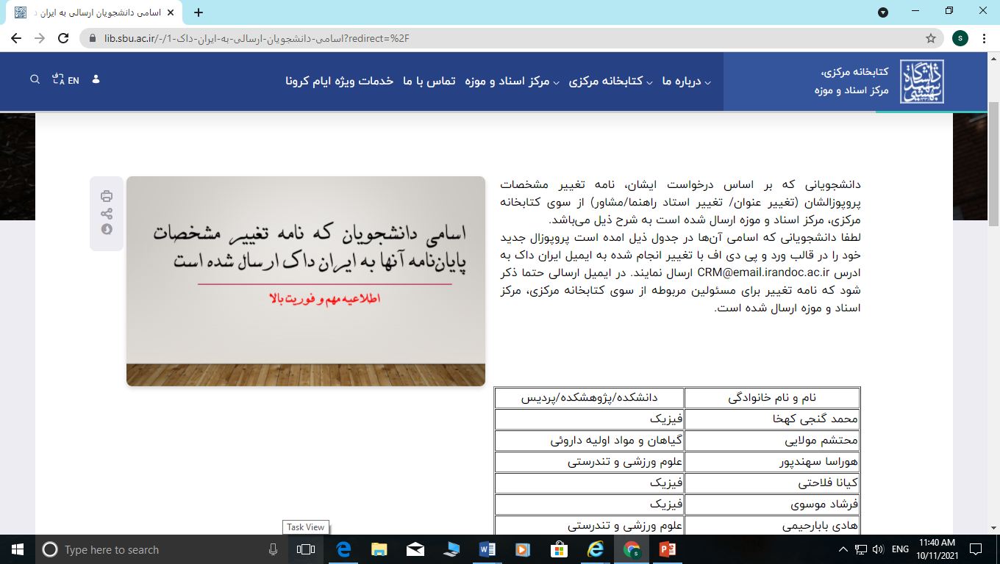 اسامی دانشجویان ارسالی به ایران د
lib.sbu.ac.ir/-/1-اسامی-دانشجویان-ارسالی-به-ایران-داک?redirect=%2F
s
کتابخانه مرکزی،
مرکز اسناد و موزه
درباره ما
کتابخانه مرکزی
مرکز اسناد و موزه
تماس با ما
خدمات ویژه ایام کرونا
EN
دانشجویانی که بر اساس درخواست ایشان، نامه تغییر مشخصات
پروپوزالشان (تغییر عنوان/ تغییر استاد راهنما/مشاور) از سوی کتابخانه
مرکزی، مرکز اسناد و موزه ارسال شده است به شرح ذیل می‌باشد.
لطفا دانشجویانی که اسامی آن‌ها در جدول ذیل امده است پروپوزال جدید
خود را در قالب ورد و پی دی اف با تغییر انجام شده به ایمیل ایران داک به
ادرس CRM@email.irandoc.ac.ir ارسال نمایند. در ایمیل ارسالی حتما ذکر
شود که نامه تغییر برای مسئولین مربوطه از سوی کتابخانه مرکزی، مرکز
اسناد و موزه ارسال شده است.
اسامی دانشجویان که نامه تغییر مشخصات
پایان‌نامه آنها به ایران داک ارسال شده است
اطلاعیه مهم و فوریت بالا
نام و نام خانوادگی دانشکده/پژوهشکده/پردیس
محمد گنجی کهخا فیزیک
محتشم مولایی گیاهان و مواد اولیه داروئی
هوراسا سهندپور علوم ورزشی و تندرستی
کیانا فلاحتی فیزیک
فرشاد موسوی فیزیک
هادی بابارحیمی علوم ورزشی و تندرستی
Task View
Type here to search
ENG
11:40 AM
10/11/2021